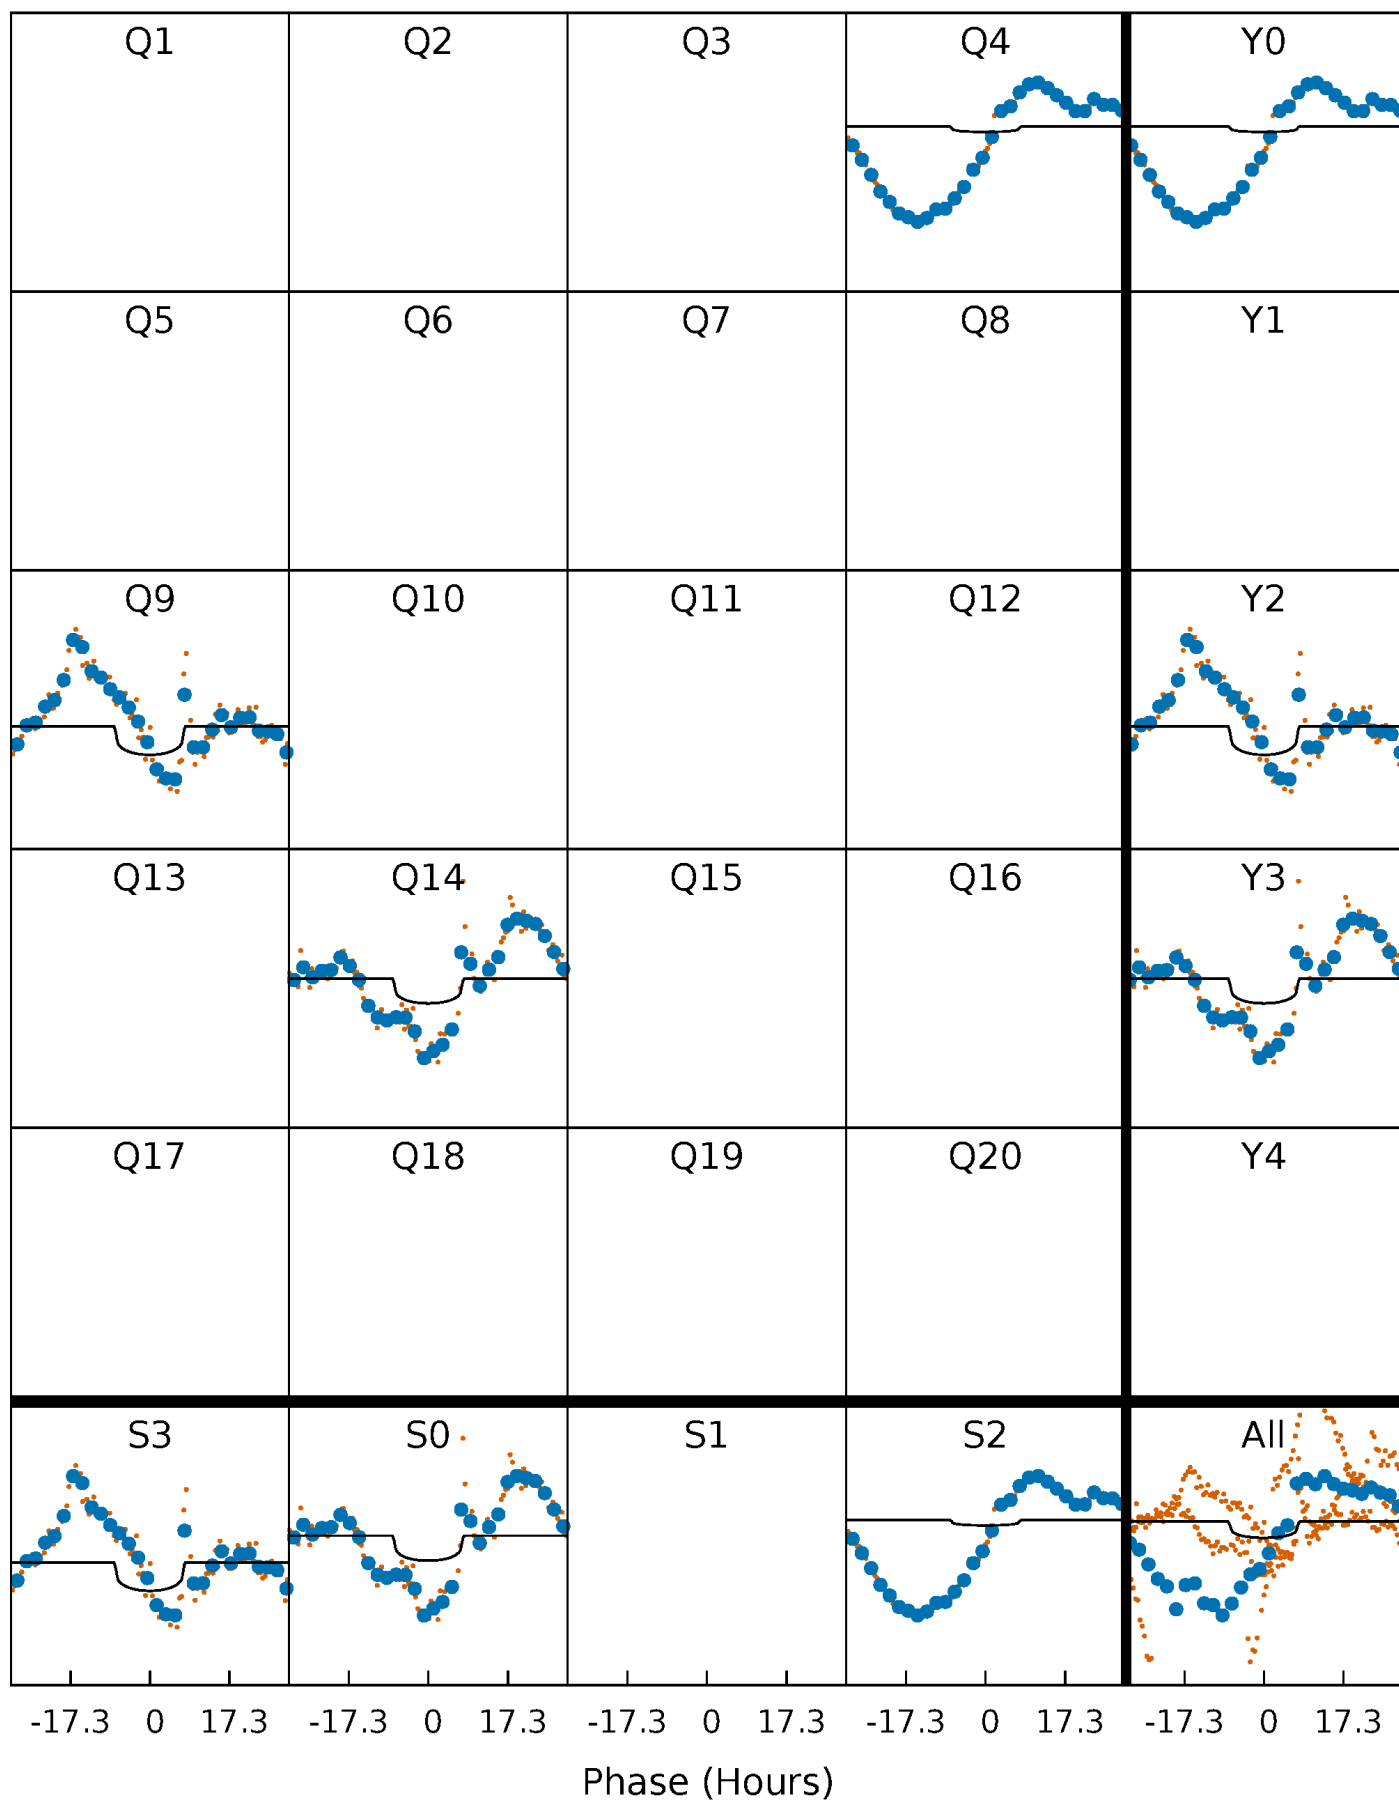 Q1 Q2 Q3 Q4 Y0
Q5 Q6 Q7 Q8 Y1
Q9 Q10 Q11 Q12 Y2
Q13 Q14 Q15 Q16 Y3
Q17 Q18 Q19 Q20 Y4
S3 S0 S1 S2 All
-17.3 0 17.3 -17.3 0 17.3 -17.3 0 17.3 -17.3 0 17.3 -17.3 0 17.3
Phase (Hours)